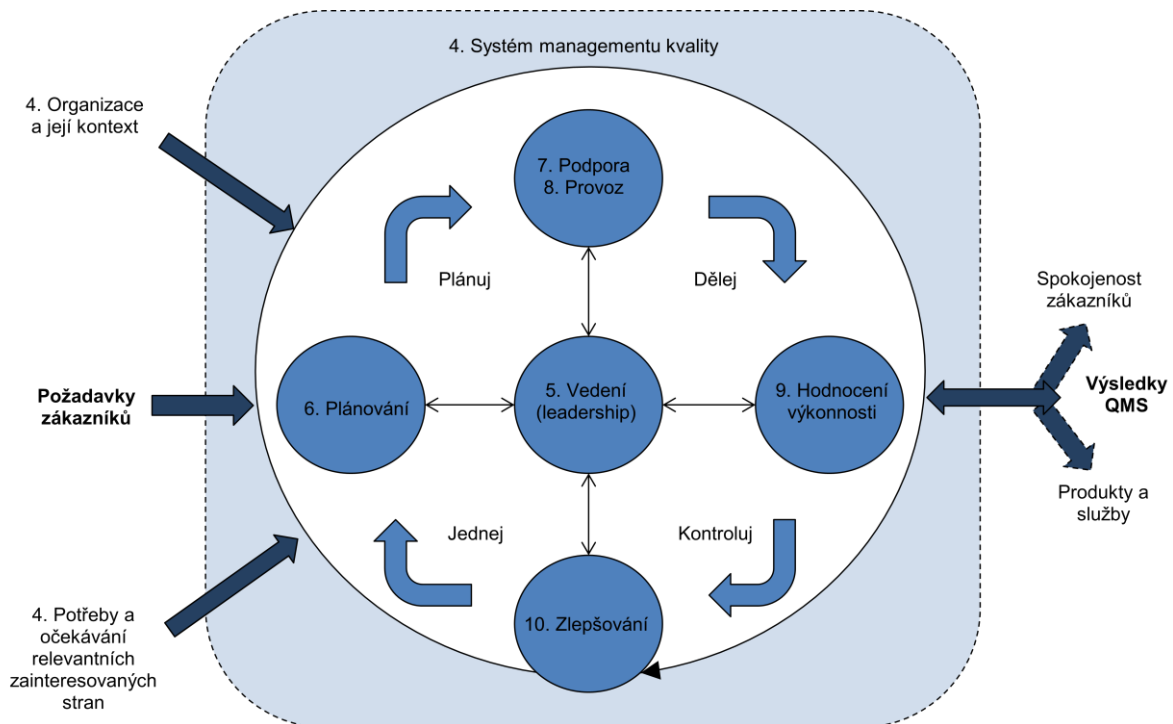 4. Systém managementu kvality
4. Organizace
a její kontext
7. Podpora
8. Provoz
Plánuj
Dělej
Spokojenost
zákazníků
Požadavky
zákazníků
6. Plánování
5. Vedení
(leadership)
9. Hodnocení
výkonnosti
Výsledky
QMS
Produkty a
služby
Jednej
Kontroluj
10. Zlepšování
4. Potřeby a
očekávání
relevantních
zainteresovaných
stran